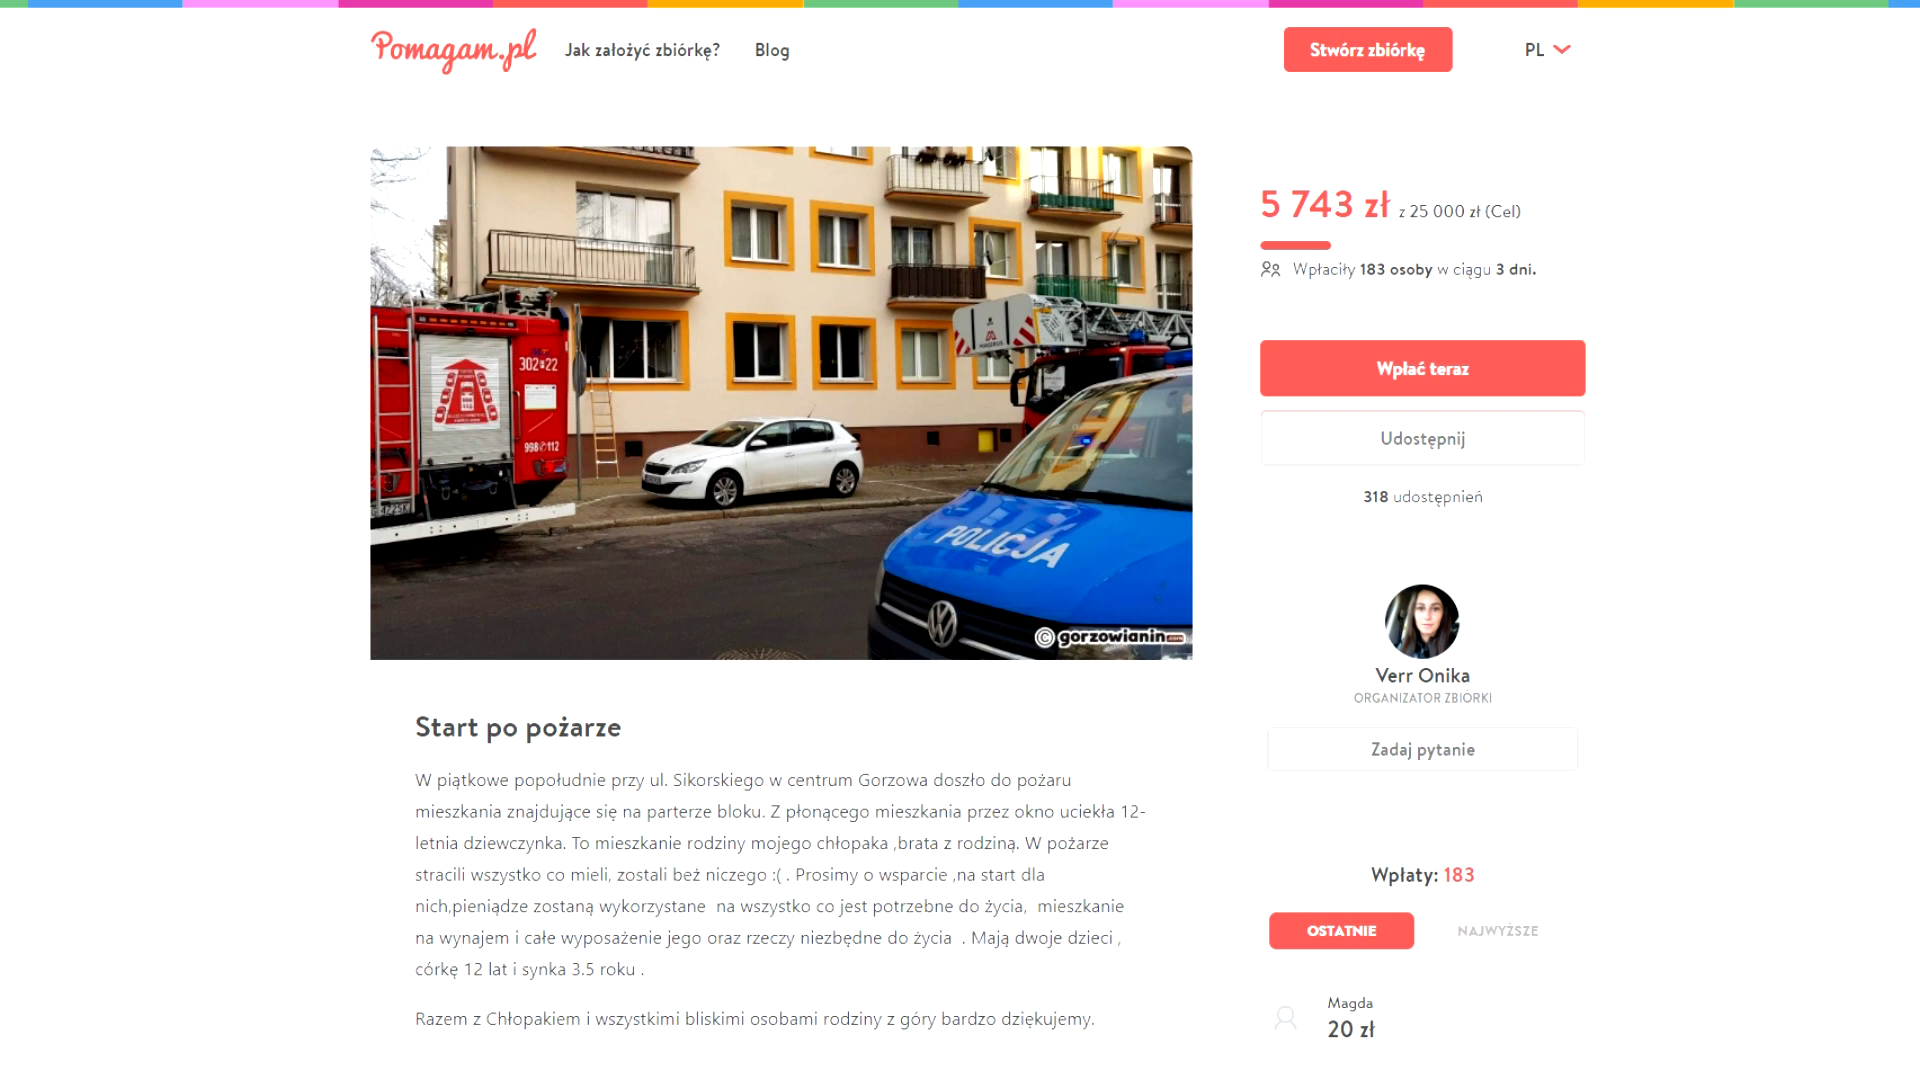 Pomagam.pl Jak założyć zbiórkę? Blog Stwórz zbiórkę PL
302 22
998 112
POLICJA
© gorzowianin.com
5 743 zł z 25 000 zł (Cel)
Wpłaciły 183 osoby w ciągu 3 dni.
Wpłać teraz
Udostępnij
318 udostępnień
Verr Onika
ORGANIZATOR ZBIÓRKI
Zadaj pytanie
Start po pożarze
W piątkowe popołudnie przy ul. Sikorskiego w centrum Gorzowa doszło do pożaru
mieszkania znajdujące się na parterze bloku. Z płonącego mieszkania przez okno uciekła 12-
letnia dziewczynka. To mieszkanie rodziny mojego chłopaka ,brata z rodziną. W pożarze
stracili wszystko co mieli, zostali beż niczego :( . Prosimy o wsparcie ,na start dla
nich,pieniądze zostaną wykorzystane  na wszystko co jest potrzebne do życia,  mieszkanie
na wynajem i całe wyposażenie jego oraz rzeczy niezbędne do życia  . Mają dwoje dzieci ,
córkę 12 lat i synka 3.5 roku .
Razem z Chłopakiem i wszystkimi bliskimi osobami rodziny z góry bardzo dziękujemy.
Wpłaty: 183
OSTATNIE NAJWYŻSZE
Magda
20 zł